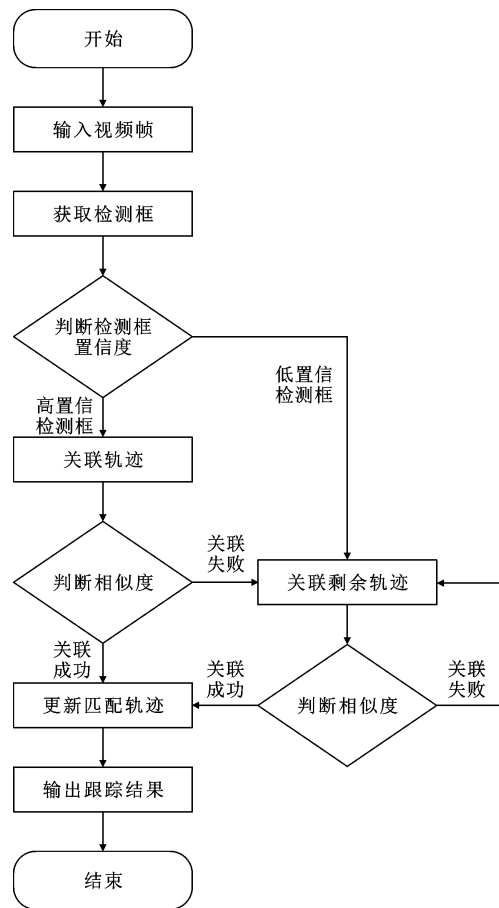 开始
输入视频帧
获取检测框
判断检测框
置信度
低置信
检测框
高置信
检测框
关联轨迹
关联
失败
判断相似度
关联剩余轨迹
关联
成功
关联
成功
关联
失败
更新匹配轨迹
判断相似度
输出跟踪结果
结束